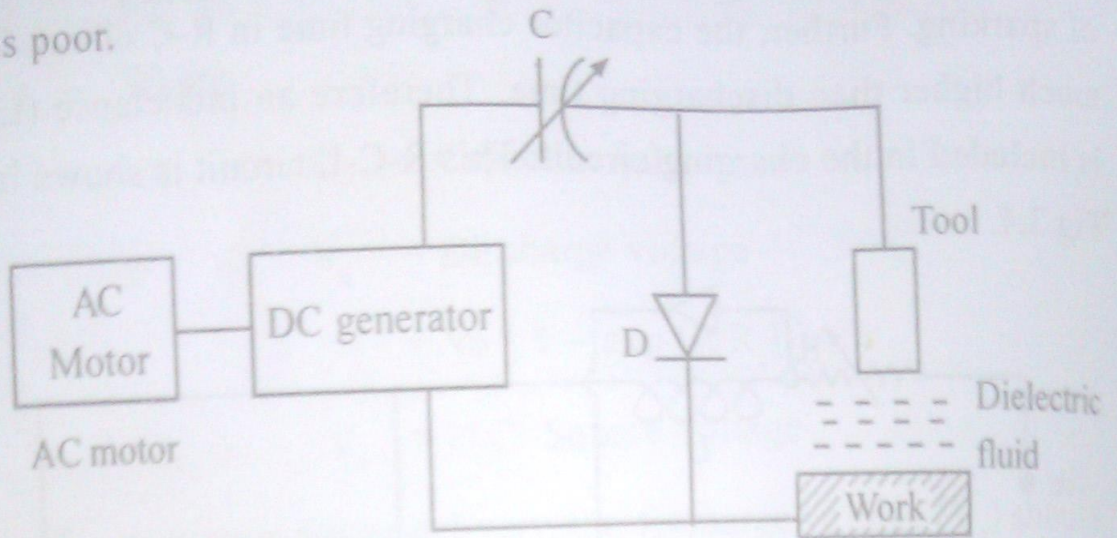 s poor.
C
Tool
AC
Motor
DC generator
D
Dielectric
fluid
AC motor
Work